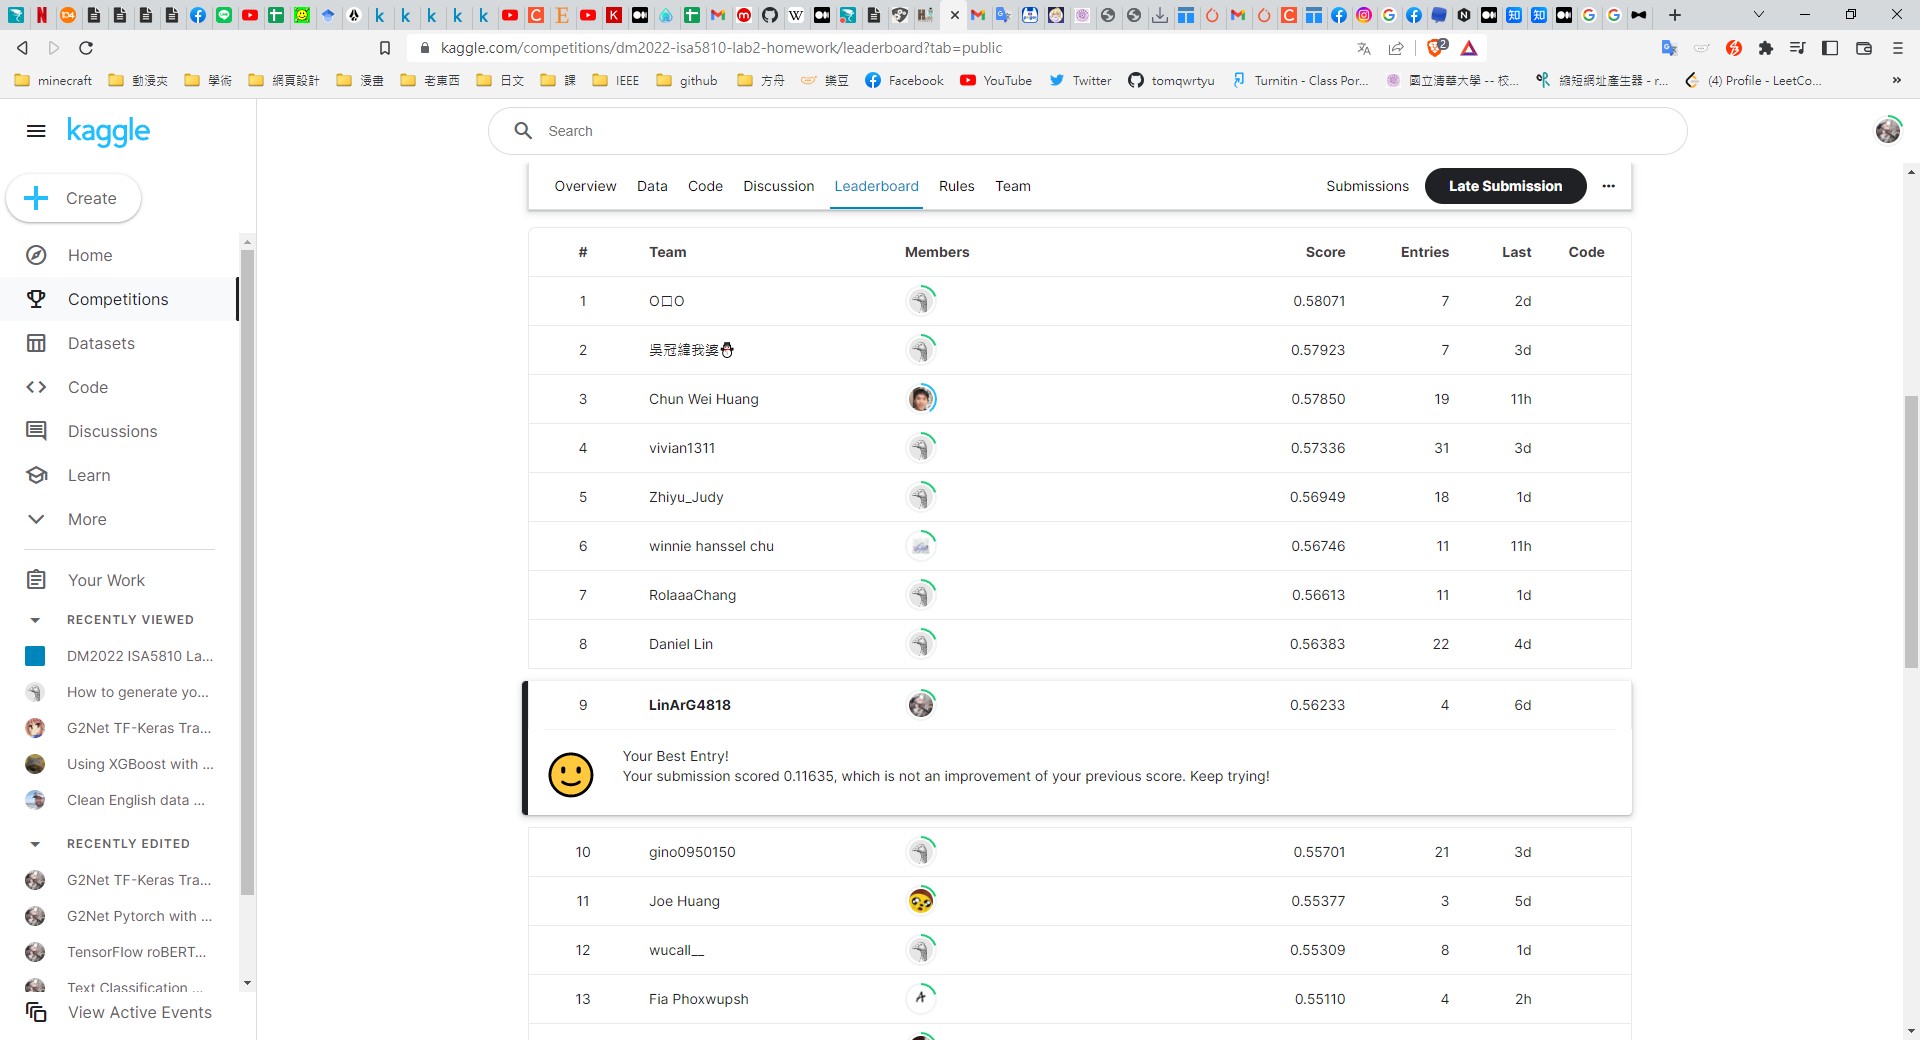 kaggle.com/competitions/dm2022-isa5810-lab2-homework/leaderboard?tab=public
2
minecraft 動漫夾 學術 網頁設計 漫畫 老東西 日文 課 IEEE github 方舟 樂豆 Facebook YouTube Twitter tomqwrtyu Turnitin - Class Por... 國立清華大學 -- 校... 縮短網址產生器 - r... (4) Profile - LeetCo... »
kaggle
Search
Create
Home
Competitions
Datasets
Code
Discussions
Learn
More
Your Work
RECENTLY VIEWED
DM2022 ISA5810 La...
How to generate yo...
G2Net TF-Keras Tra...
Using XGBoost with ...
Clean English data ...
RECENTLY EDITED
G2Net TF-Keras Tra...
G2Net Pytorch with ...
TensorFlow roBERT...
Text Classification ...
View Active Events
Overview Data Code Discussion Leaderboard Rules Team Submissions Late Submission
# Team Members Score Entries Last Code
1 O口O 0.58071 7 2d
2 吳冠緯我婆⛄ 0.57923 7 3d
3 Chun Wei Huang 0.57850 19 11h
4 vivian1311 0.57336 31 3d
5 Zhiyu_Judy 0.56949 18 1d
6 winnie hanssel chu 0.56746 11 11h
7 RolaaaChang 0.56613 11 1d
8 Daniel Lin 0.56383 22 4d
9 LinArG4818 0.56233 4 6d
Your Best Entry!
Your submission scored 0.11635, which is not an improvement of your previous score. Keep trying!
10 gino0950150 0.55701 21 3d
11 Joe Huang 0.55377 3 5d
12 wucall__ 0.55309 8 1d
13 Fia Phoxwupsh 0.55110 4 2h